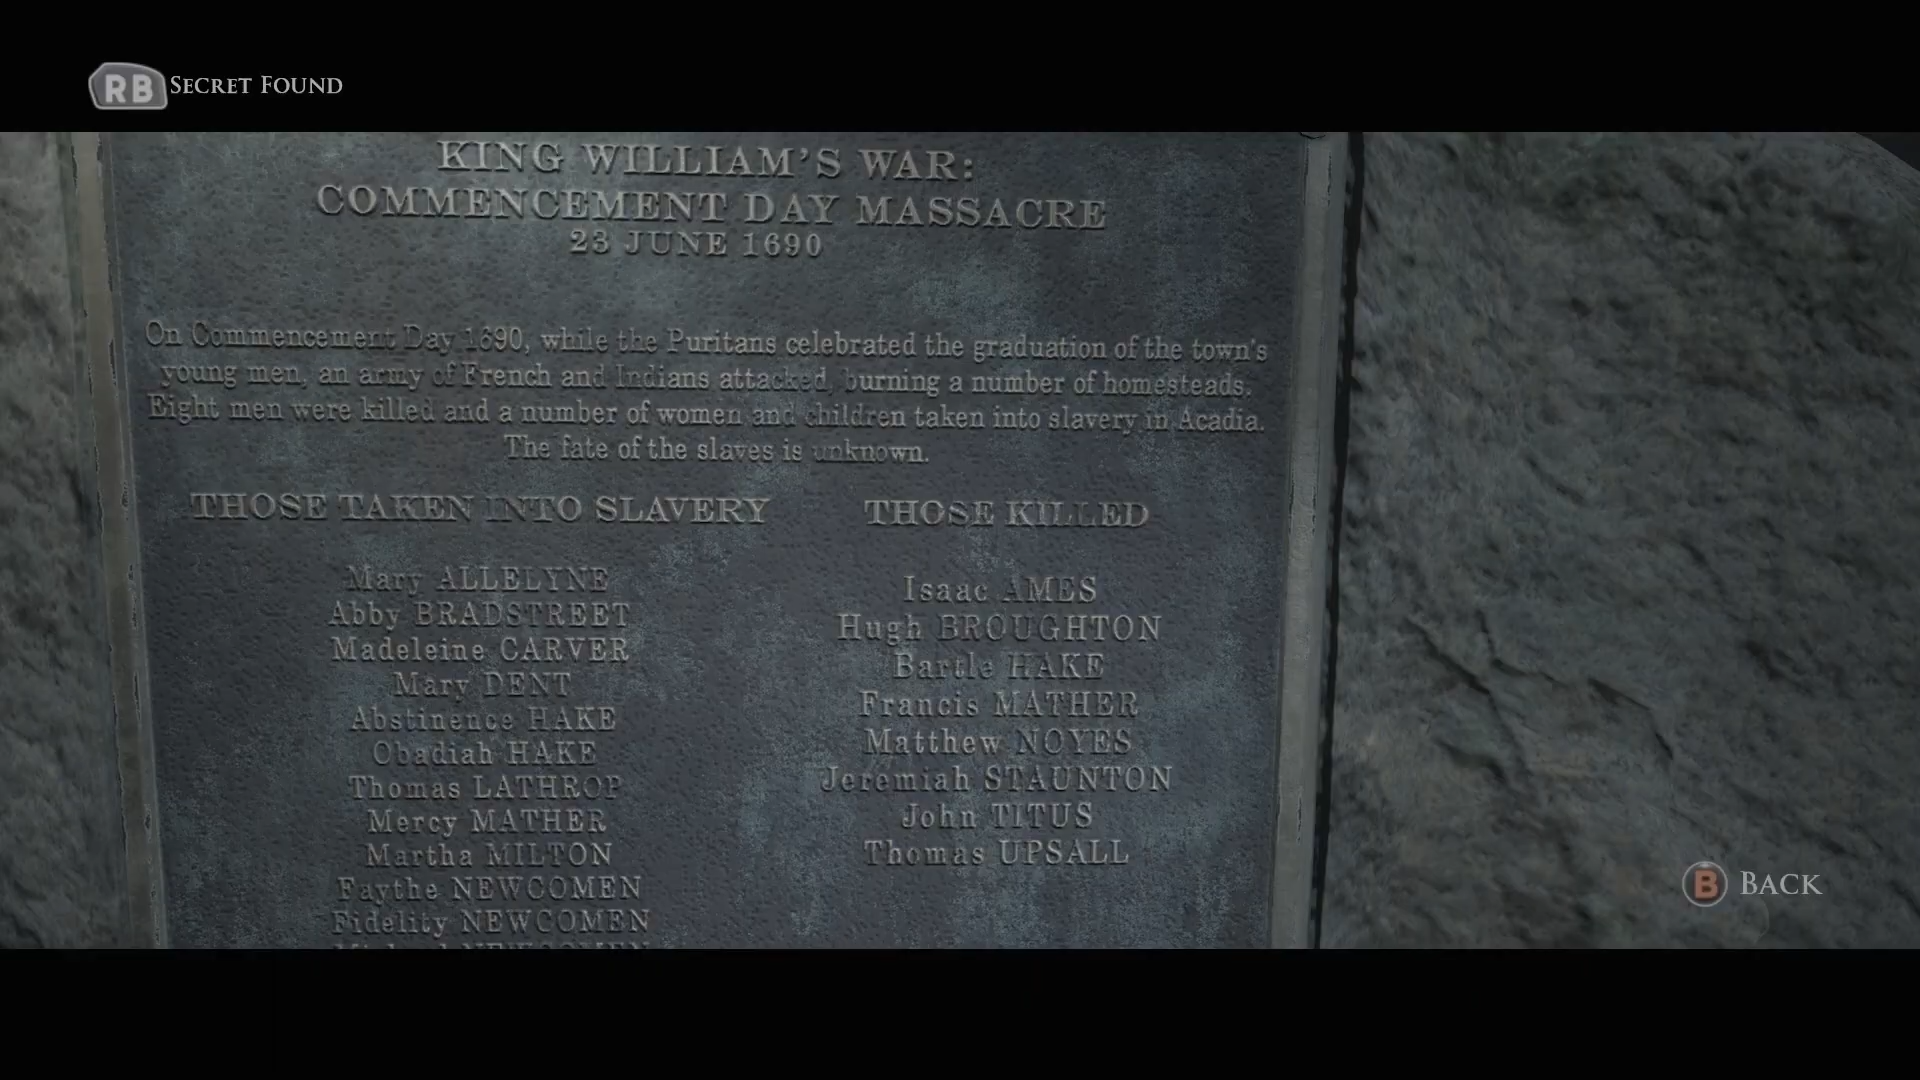 RB SECRET FOUND
KING WILLIAM'S WAR:
COMMENCEMENT DAY MASSACRE
23 JUNE 1690
On Commencement Day 1690, while the Puritans celebrated the graduation of the town's
young men, an army of French and Indians attacked, burning a number of homesteads.
Eight men were killed and a number of women and children taken into slavery in Acadia.
The fate of the slaves is unknown.
THOSE TAKEN INTO SLAVERY
Mary ALLELYNE
Abby BRADSTREET
Madeleine CARVER
Mary DENT
Abstinence HAKE
Obadiah HAKE
Thomas LATHROP
Mercy MATHER
Martha MILTON
Faythe NEWCOMEN
Fidelity NEWCOMEN
NEWCOMEN
THOSE KILLED
Isaac AMES
Hugh BROUGHTON
Bartle HAKE
Francis MATHER
Matthew NOYES
Jeremiah STAUNTON
John TITUS
Thomas UPSALL
B BACK